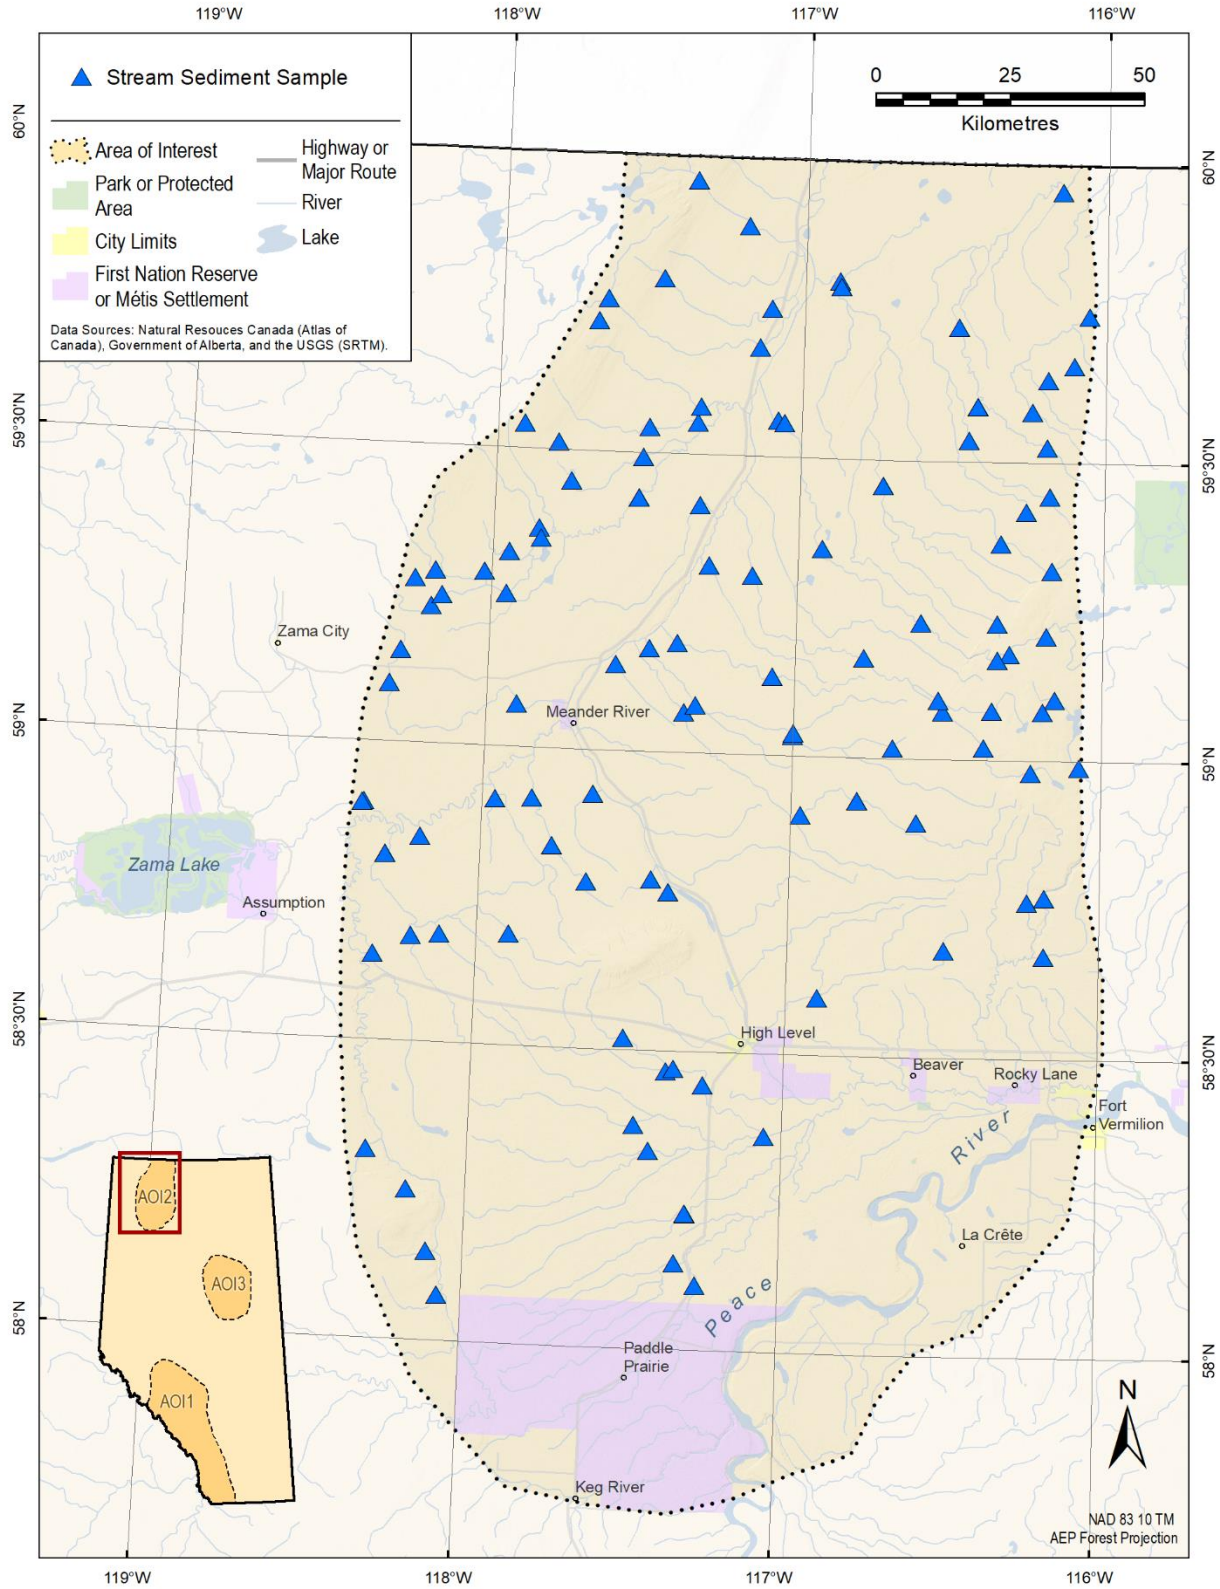 119°W
118°W
117°W
116°W
Stream Sediment Sample
Area of Interest
Park or Protected
Area
City Limits
First Nation Reserve
or Métis Settlement
Highway or
Major Route
River
Lake
Data Sources: Natural Resouces Canada (Atlas of
Canada), Government of Alberta, and the USGS (SRTM).
0 25 50
Kilometres
60°N
60°N
59°30'N
59°30'N
Zama City
Meander River
59°N
59°N
Zama Lake
Assumption
58°30'N
58°30'N
High Level
Beaver
Rocky Lane
Fort
Vermilion
River
La Crête
Peace
58°N
58°N
Paddle
Prairie
Keg River
AOI2
AOI3
AOI1
N
NAD 83 10 TM
AEP Forest Projection
119°W
118°W
117°W
116°W